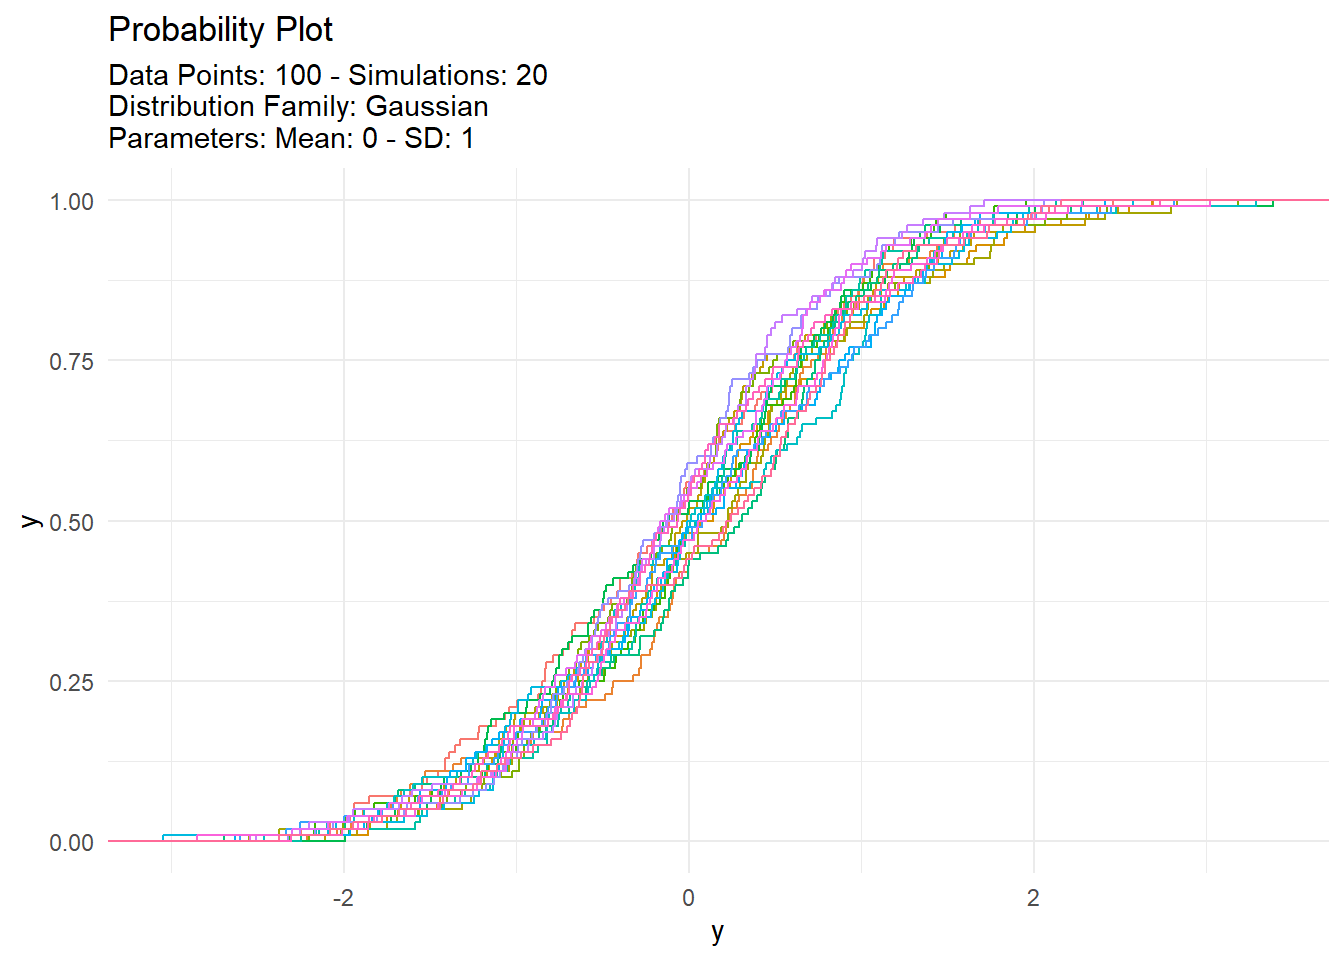 Probability Plot
Data Points: 100 - Simulations: 20
Distribution Family: Gaussian
Parameters: Mean: 0 - SD: 1
1.00
0.75
0.50
0.25
0.00
y
-2 0 2
y